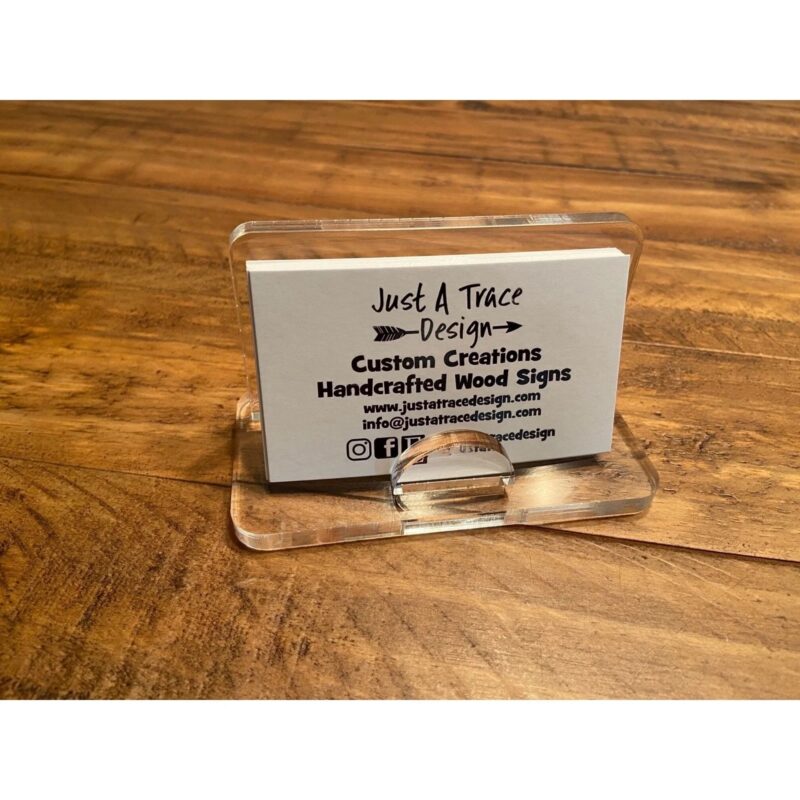 Just A Trace
Design
Custom Creations
Handcrafted Wood Signs
www.justatracedesign.com
info@justatracedesign.com